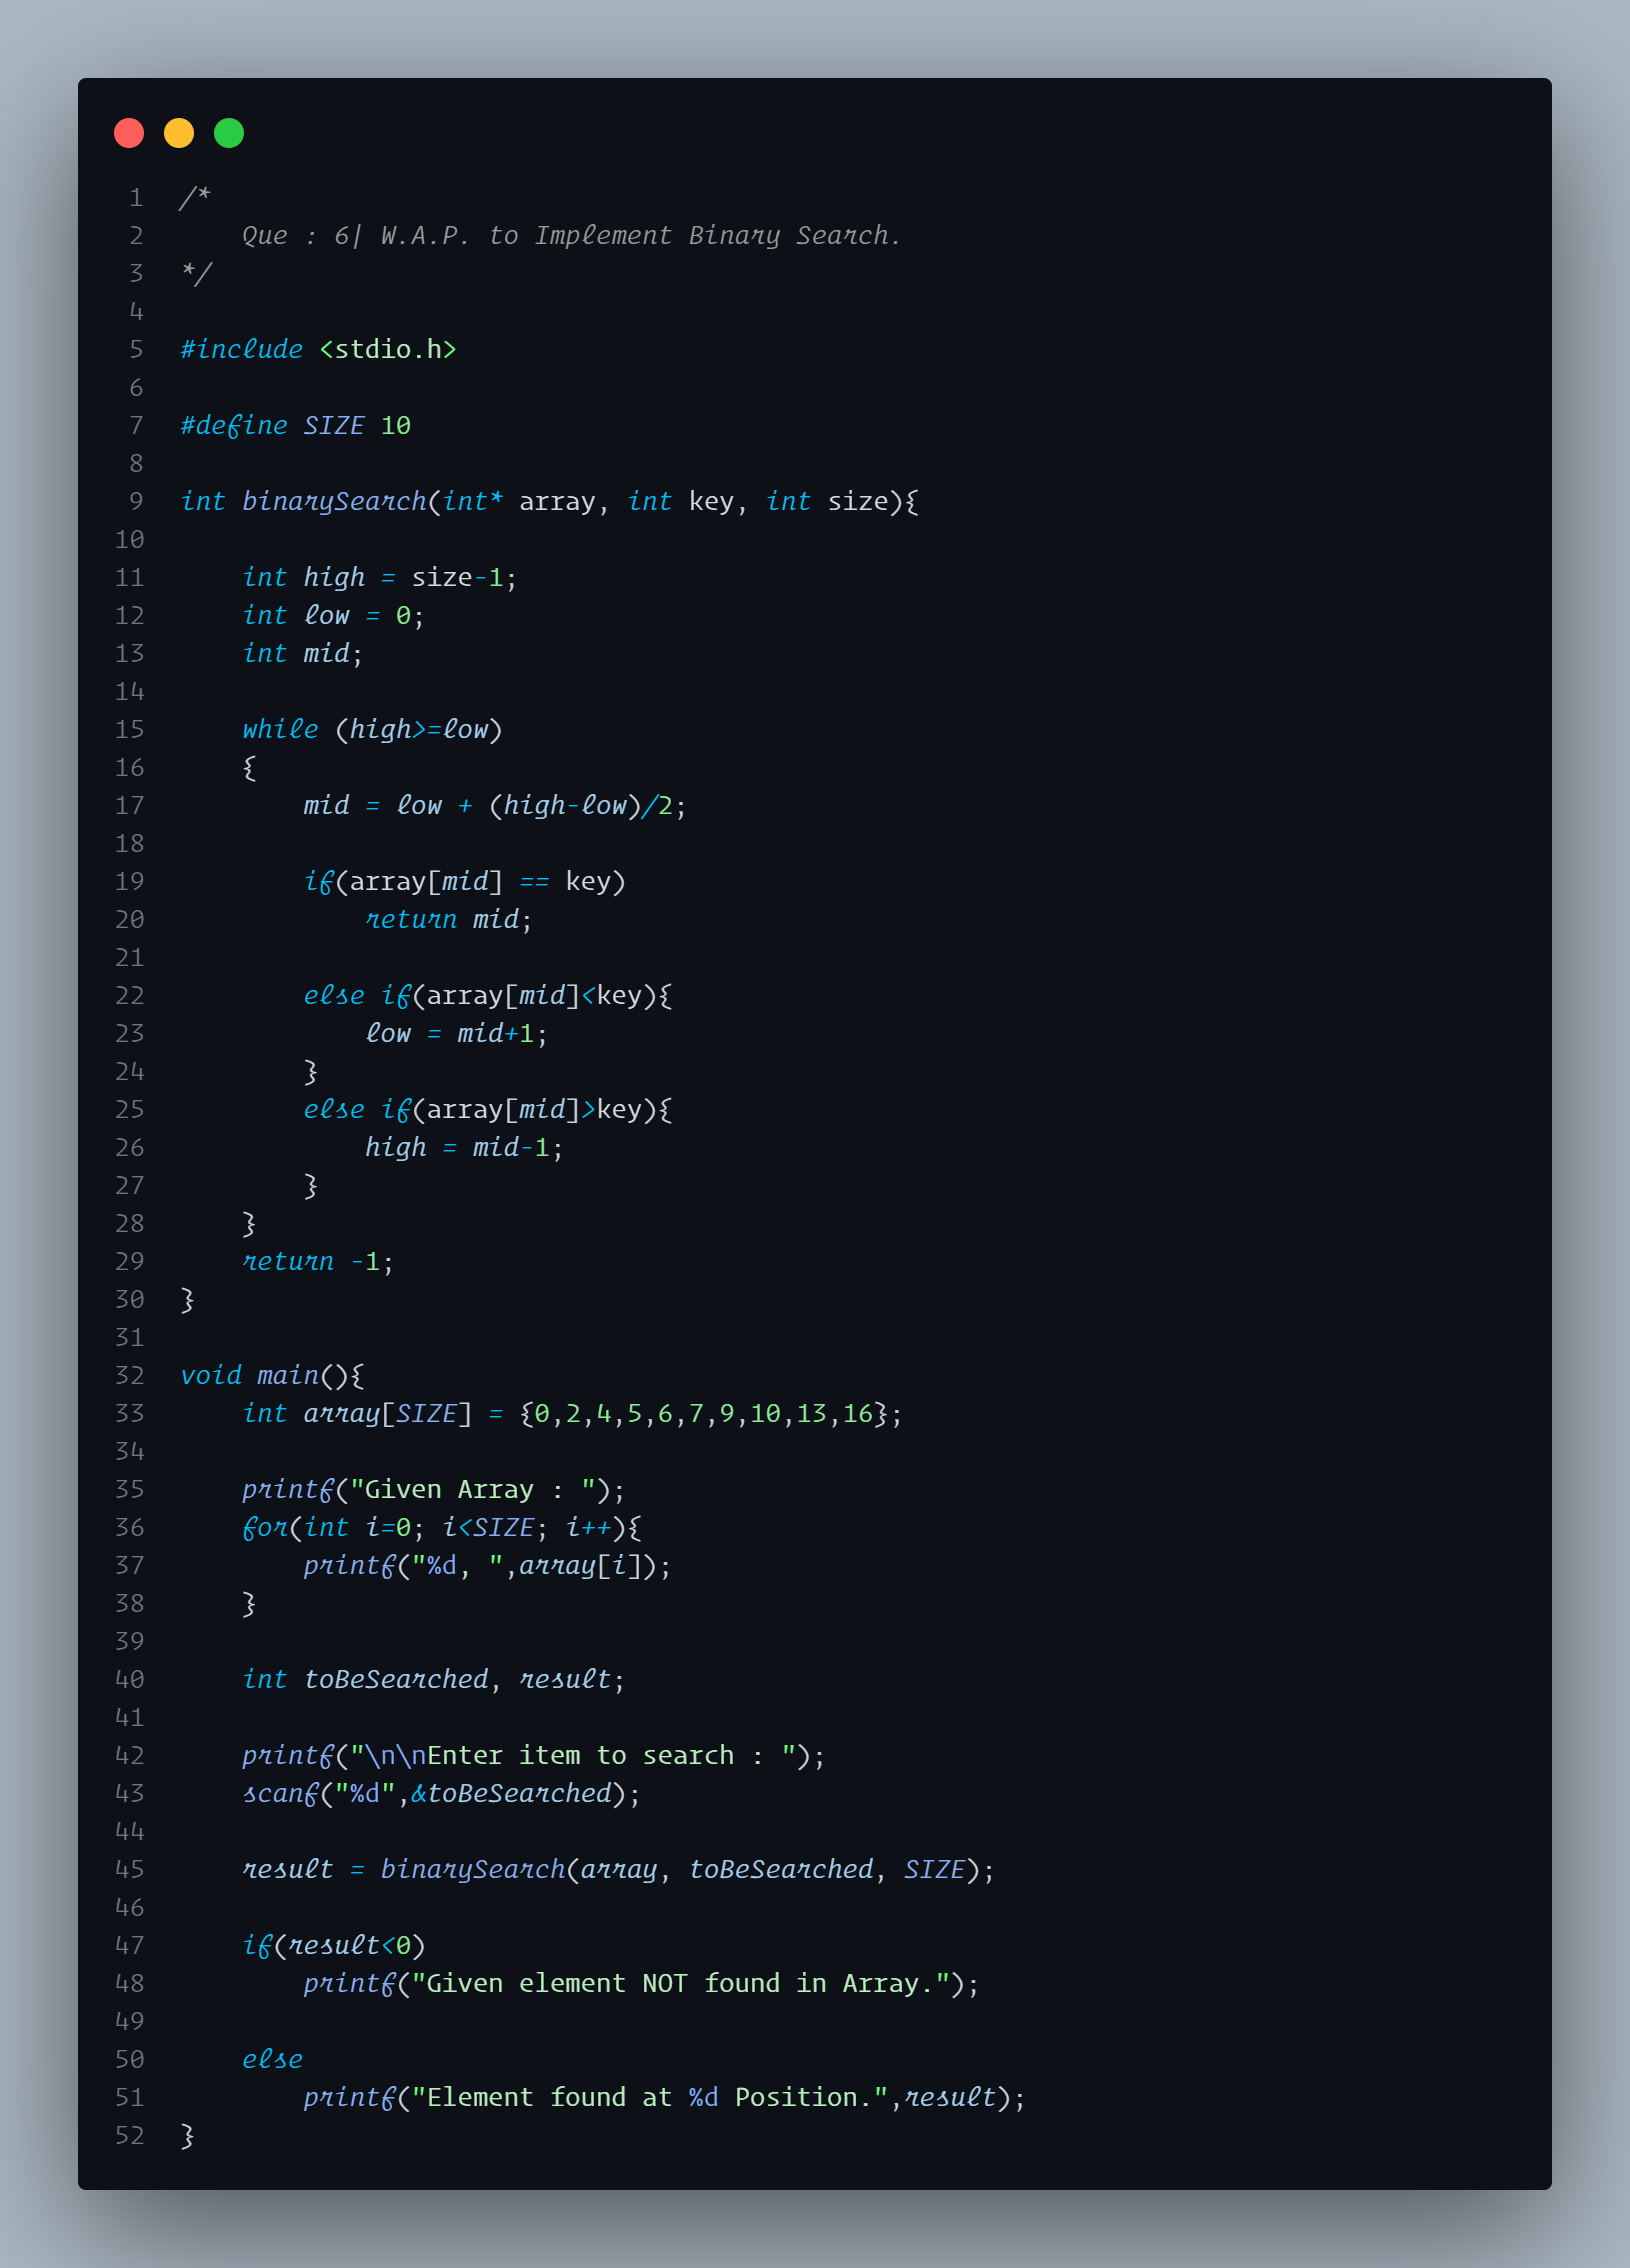 1 /*
2     Que : 6| W.A.P. to Implement Binary Search.
3 */
4
5 #include <stdio.h>
6
7 #define SIZE 10
8
9 int binarySearch(int* array, int key, int size){
10
11     int high = size-1;
12     int low = 0;
13     int mid;
14
15     while (high>=low)
16     {
17         mid = low + (high-low)/2;
18
19         if(array[mid] == key)
20             return mid;
21
22         else if(array[mid]<key){
23             low = mid+1;
24         }
25         else if(array[mid]>key){
26             high = mid-1;
27         }
28     }
29     return -1;
30 }
31
32 void main(){
33     int array[SIZE] = {0,2,4,5,6,7,9,10,13,16};
34
35     printf("Given Array : ");
36     for(int i=0; i<SIZE; i++){
37         printf("%d, ",array[i]);
38     }
39
40     int toBeSearched, result;
41
42     printf("\n\nEnter item to search : ");
43     scanf("%d",&toBeSearched);
44
45     result = binarySearch(array, toBeSearched, SIZE);
46
47     if(result<0)
48         printf("Given element NOT found in Array.");
49
50     else
51         printf("Element found at %d Position.",result);
52 }